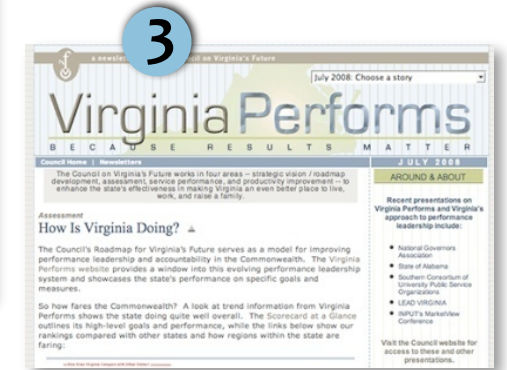 3
a newsle
cil on Virginia's Future
July 2008: Choose a story
Virginia Performs
BECAUSE RESULTS MATTER
Council Home | Newsletters
JULY 2008
The Council on Virginia's Future works in four areas -- strategic vision / roadmap
development, assessment, service performance, and productivity improvement -- to
enhance the state's effectiveness in making Virginia an even better place to live,
work, and raise a family.
Assessment
How Is Virginia Doing?
The Council's Roadmap for Virginia's Future serves as a model for improving
performance leadership and accountability in the Commonwealth. The Virginia
Performs website provides a window into this evolving performance leadership
system and showcases the state's performance on specific goals and
measures.
So how fares the Commonwealth? A look at trend information from Virginia
Performs shows the state doing quite well overall. The Scorecard at a Glance
outlines its high-level goals and performance, while the links below show our
rankings compared with other states and how regions within the state are
faring:
AROUND & ABOUT
Recent presentations on
Virginia Performs and Virginia's
approach to performance
leadership include:
National Governors
Association
State of Alabama
Southern Consortium of
University Public Service
Organizations
LEAD VIRGINIA
INPUT's MarketView
Conference
Visit the Council website for
access to these and other
presentations.